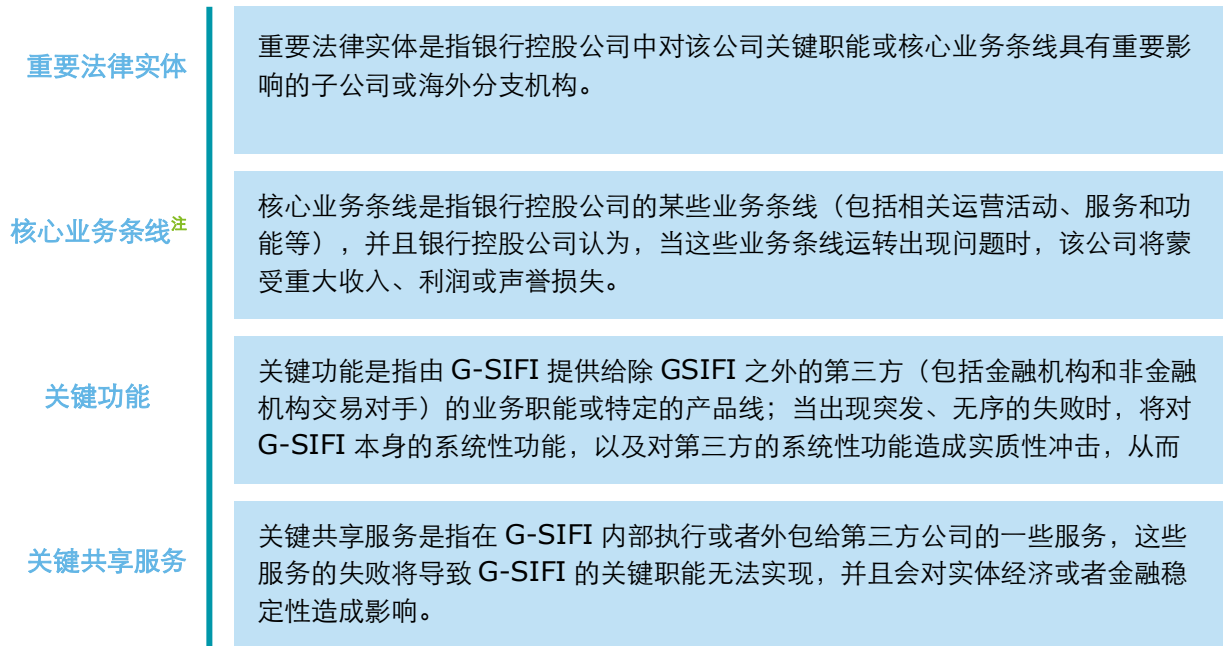 重要法律实体
重要法律实体是指银行控股公司中对该公司关键职能或核心业务条线具有重要影
响的子公司或海外分支机构。
核心业务条线注
核心业务条线是指银行控股公司的某些业务条线（包括相关运营活动、服务和功
能等），并且银行控股公司认为，当这些业务条线运转出现问题时，该公司将蒙
受重大收入、利润或声誉损失。
关键功能
关键功能是指由 G-SIFI 提供给除 GSIFI 之外的第三方（包括金融机构和非金融
机构交易对手）的业务职能或特定的产品线；当出现突发、无序的失败时，将对
G-SIFI 本身的系统性功能，以及对第三方的系统性功能造成实质性冲击，从而
关键共享服务
关键共享服务是指在 G-SIFI 内部执行或者外包给第三方公司的一些服务，这些
服务的失败将导致 G-SIFI 的关键职能无法实现，并且会对实体经济或者金融稳
定性造成影响。